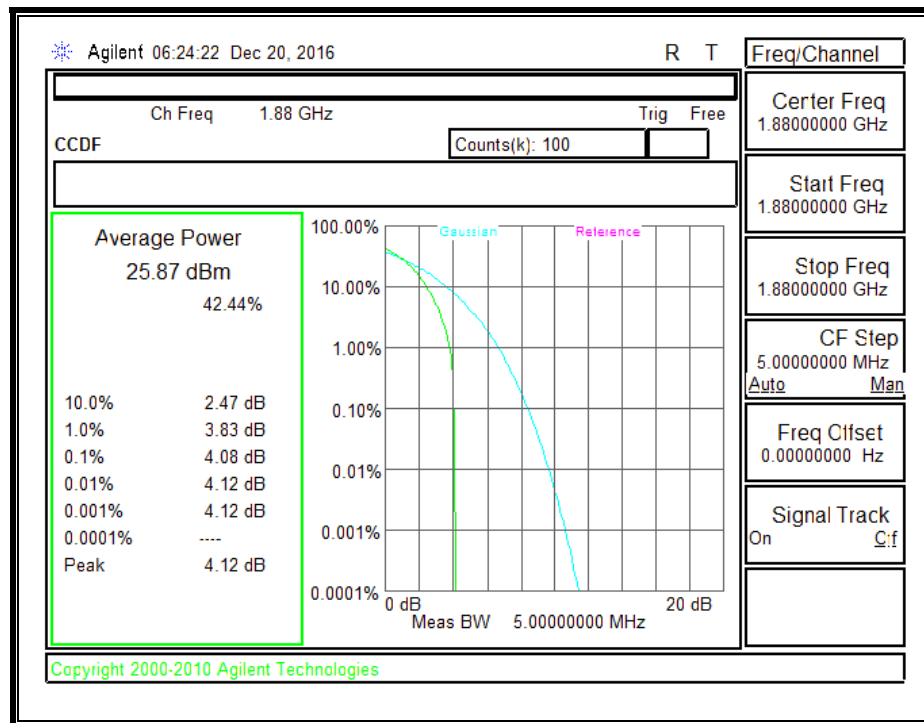 Agilent 06:24:22 Dec 20, 2016
R T
Ch Freq 1.88 GHz
Trig Free
CCDF
Counts(k): 100
Average Power
25.87 dBm
42.44%
10.0% 2.47 dB
1.0% 3.83 dB
0.1% 4.08 dB
0.01% 4.12 dB
0.001% 4.12 dB
0.0001% ----
Peak 4.12 dB
Gaussian
Reference
100.00%
10.00%
1.00%
0.10%
0.01%
0.001%
0.0001%
0 dB
20 dB
Meas BW 5.00000000 MHz
Freq/Channel
Center Freq
1.88000000 GHz
Start Freq
1.88000000 GHz
Stop Freq
1.88000000 GHz
CF Step
5.00000000 MHz
Auto Man
Freq Offset
0.00000000 Hz
Signal Track
On Off
Copyright 2000-2010 Agilent Technologies